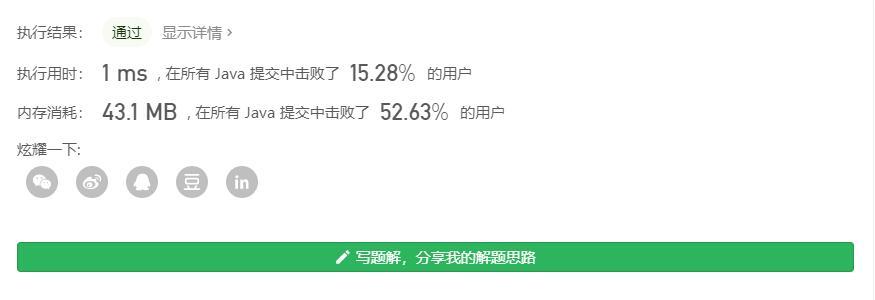 执行结果： 通过 显示详情 ›
执行用时： 1 ms , 在所有 Java 提交中击败了 15.28% 的用户
内存消耗： 43.1 MB , 在所有 Java 提交中击败了 52.63% 的用户
炫耀一下:
豆 in
写题解，分享我的解题思路